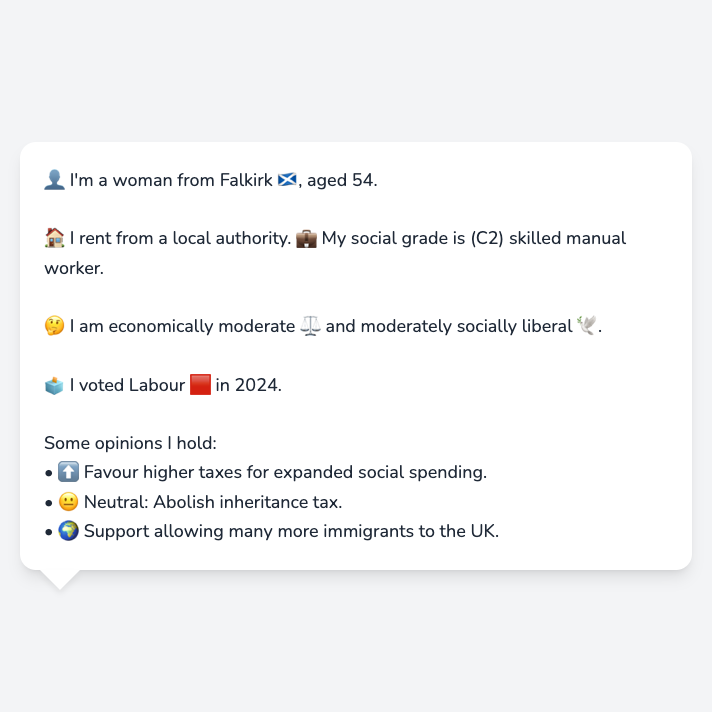 👤 I'm a woman from Falkirk 🏴󠁧󠁢󠁳󠁣󠁴󠁿, aged 54.
🏠 I rent from a local authority. 💼 My social grade is (C2) skilled manual
worker.
🤔 I am economically moderate ⚖️ and moderately socially liberal 🕊️.
🗳️ I voted Labour 🟥 in 2024.
Some opinions I hold:
• ⬆️ Favour higher taxes for expanded social spending.
• 😐 Neutral: Abolish inheritance tax.
• 🌍 Support allowing many more immigrants to the UK.